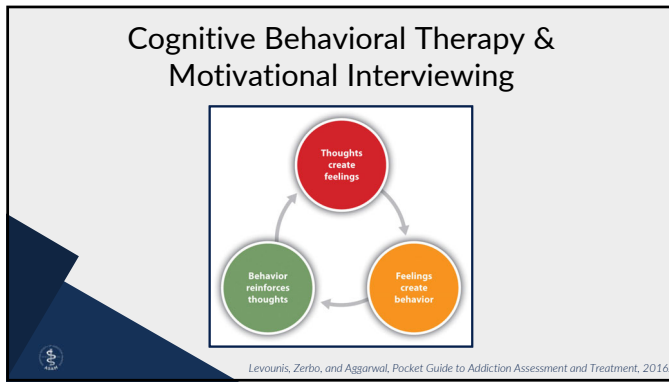 Cognitive Behavioral Therapy &
Motivational Interviewing
Thoughts
create
feelings
Behavior
reinforces
thoughts
Feelings
create
behavior
ASAM
Levounis, Zerbo, and Aggarwal, Pocket Guide to Addiction Assessment and Treatment, 2016